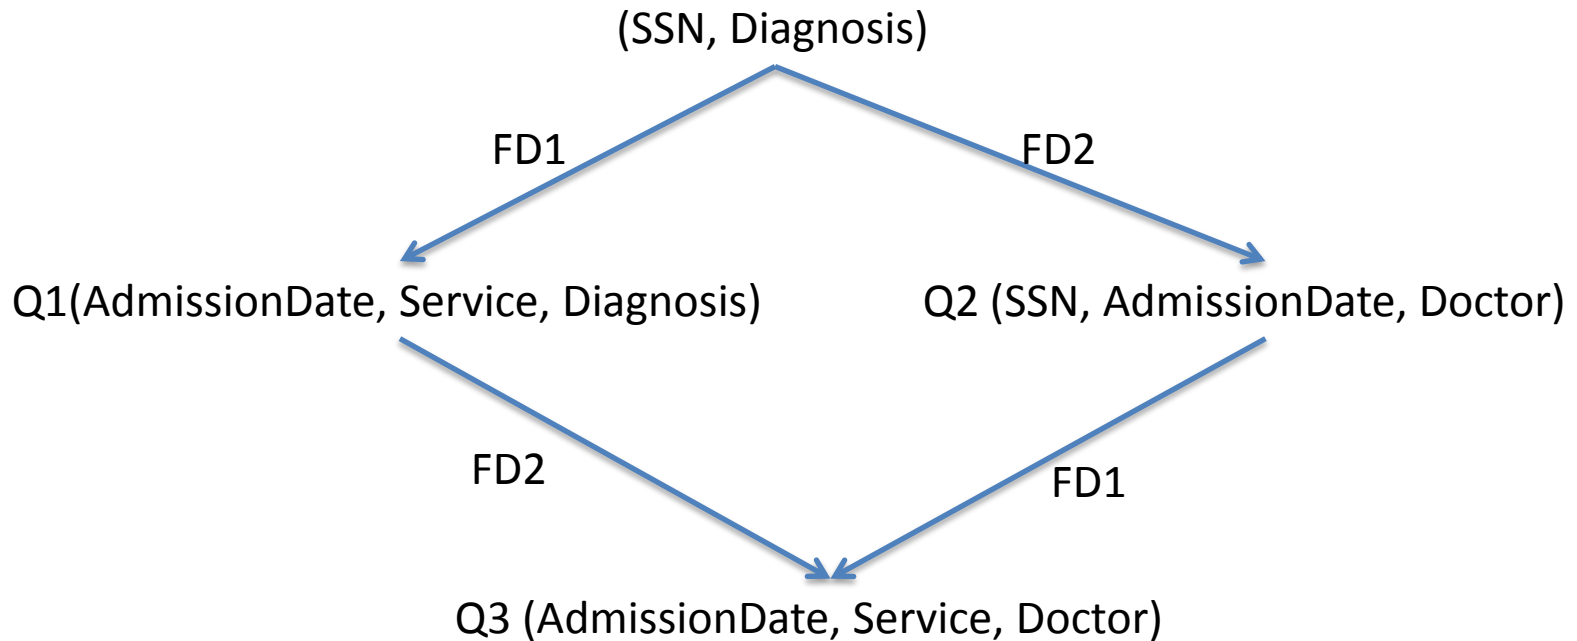 (SSN, Diagnosis)
FD1
FD2
Q1(AdmissionDate, Service, Diagnosis)
Q2 (SSN, AdmissionDate, Doctor)
FD2
FD1
Q3 (AdmissionDate, Service, Doctor)